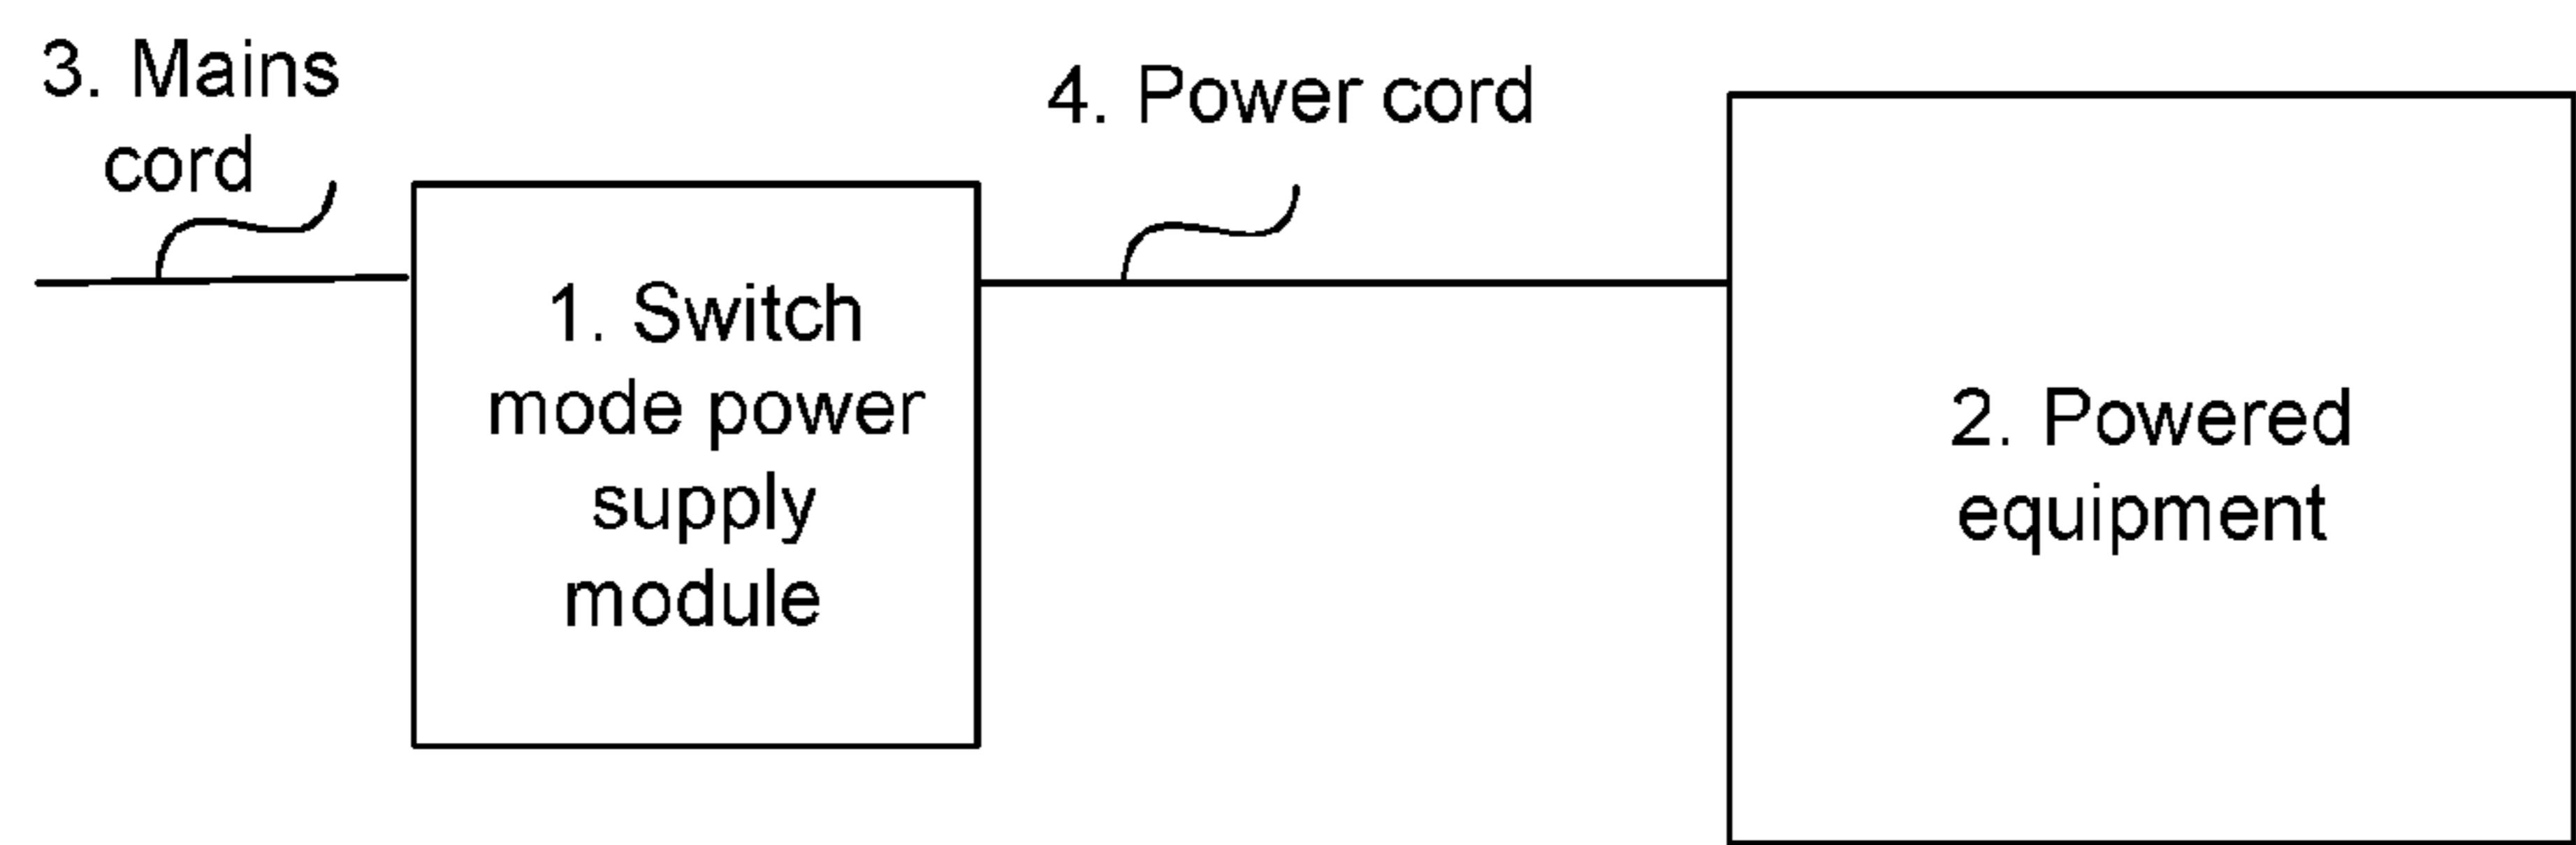 3. Mains
cord
4. Power cord
1. Switch
mode power
supply
module
2. Powered
equipment